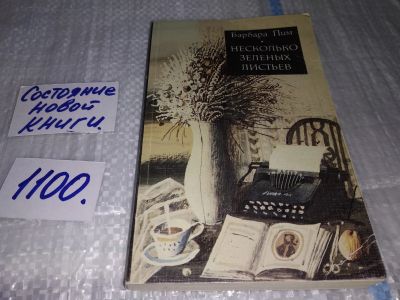 Состояние
новой
книги.
1100.
Барбара Пим
НЕСКОЛЬКО
ЗЕЛЕНЫХ
ЛИСТЬЕВ